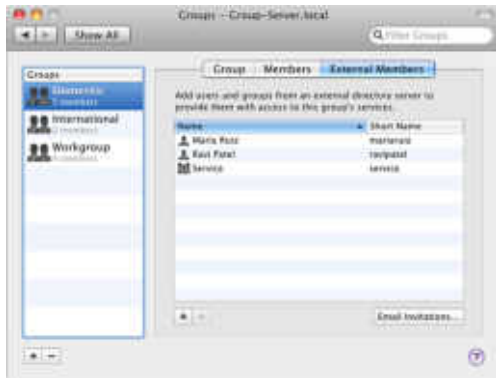 Groups – Group-Server.local
Show All
Filter Groups
Group
Members
External Members
Groups
International
Workgroup
Add users and groups from an external directory server to
provide them with access to this group's services.
Name
Short Name
Maria Ruiz
mariaruiz
Ravi Patel
ravipatel
Service
service
Email Invitations...